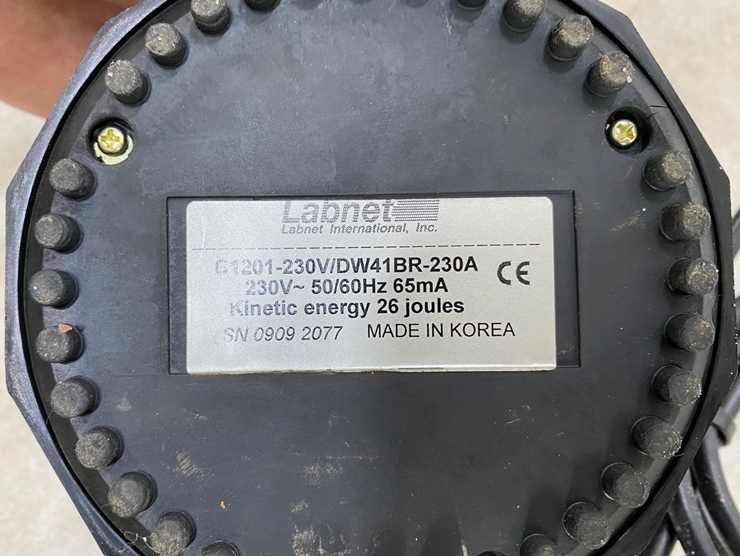 Labnet
Labnet International, Inc.
C1201-230V/DW41BR-230A
230V~ 50/60Hz 65mA CE
Kinetic energy 26 joules
SN 0909 2077 MADE IN KOREA